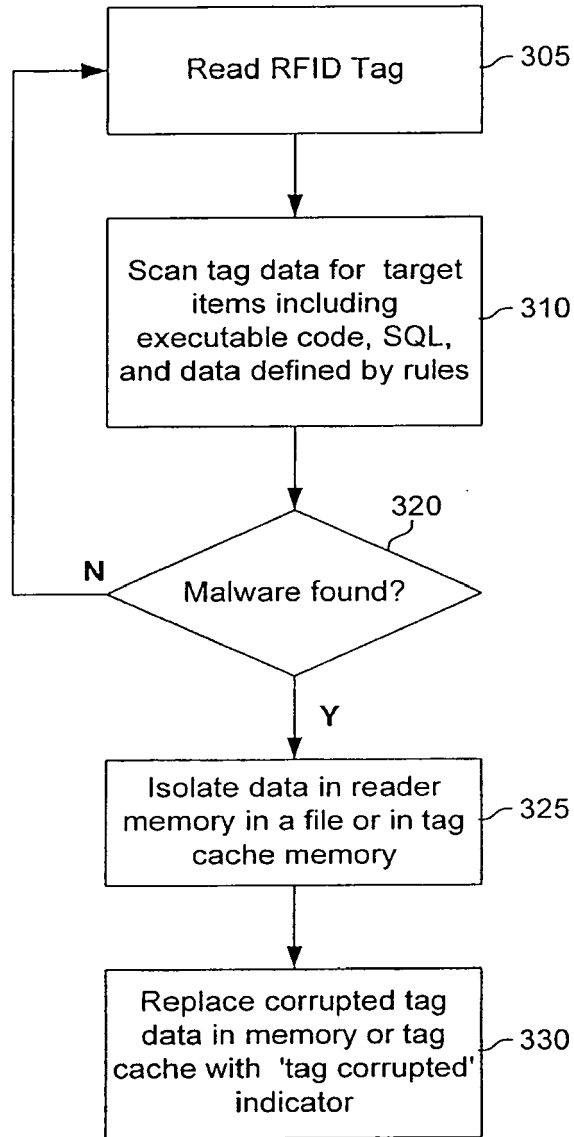 Read RFID Tag
305
Scan tag data for target
items including
executable code, SQL,
and data defined by rules
310
320
N
Malware found?
Y
Isolate data in reader
memory in a file or in tag
cache memory
325
Replace corrupted tag
data in memory or tag
cache with 'tag corrupted'
indicator
330